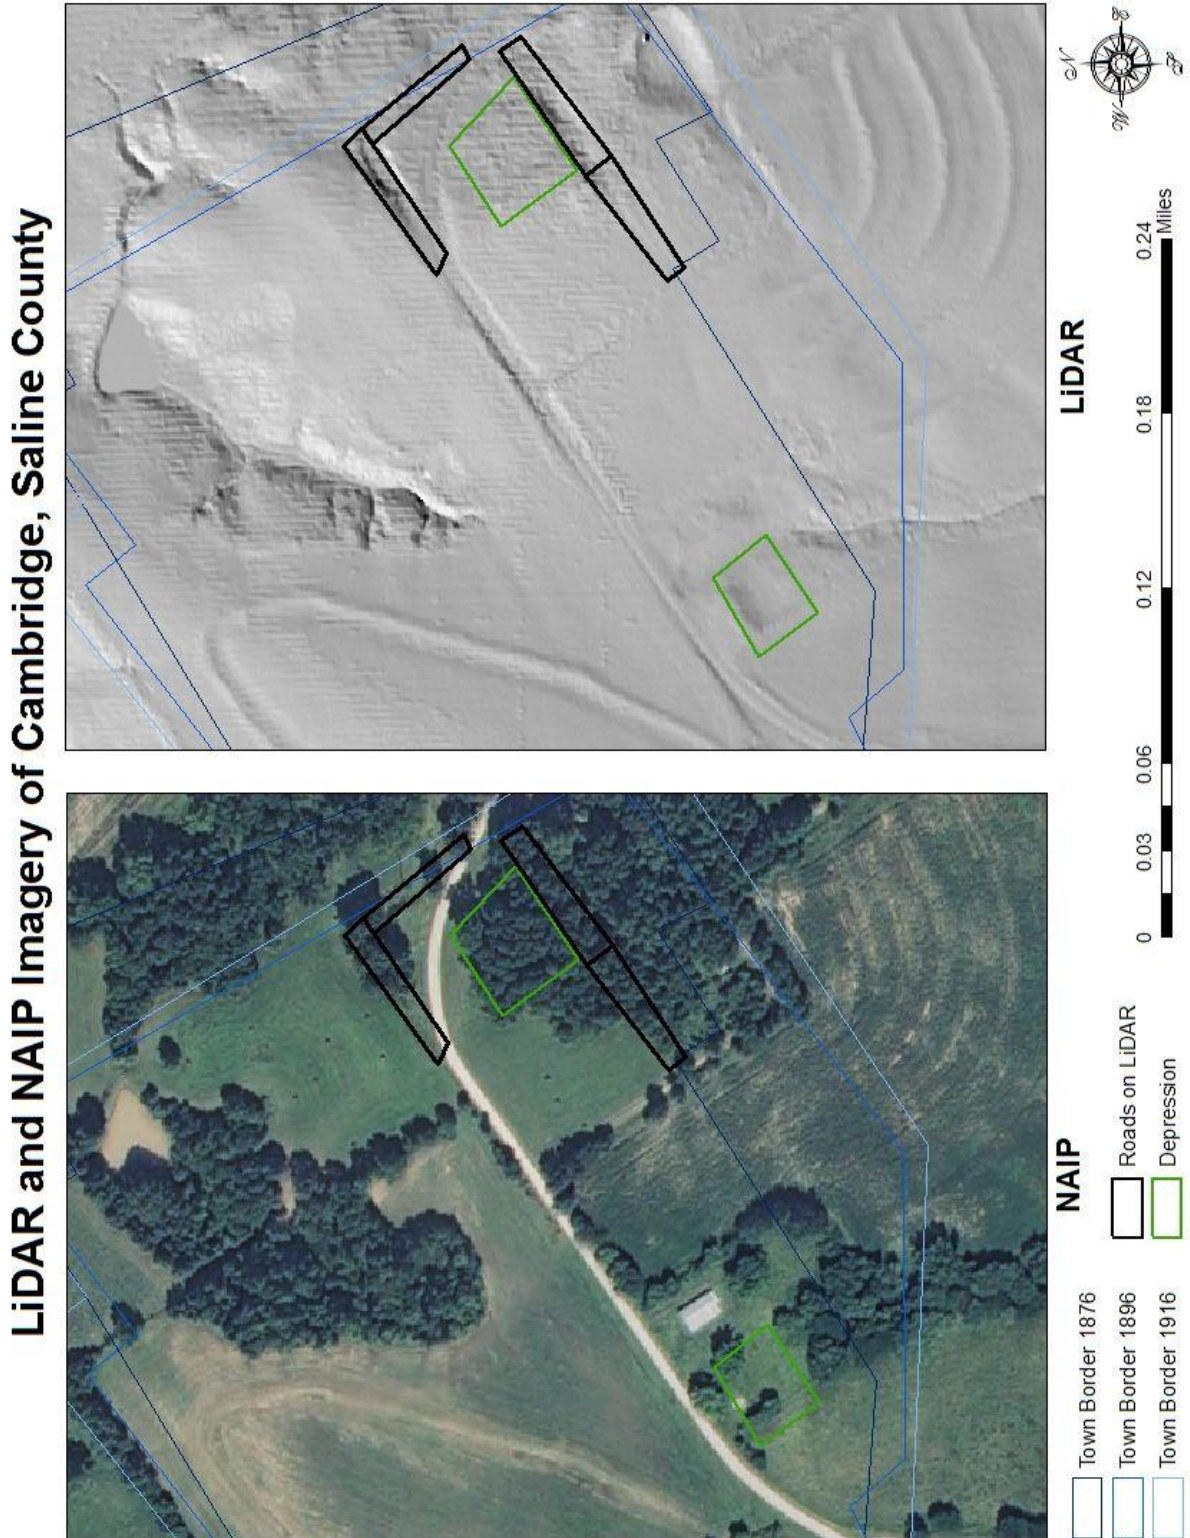 LiDAR and NAIP Imagery of Cambridge, Saline County
NAIP
LiDAR
Town Border 1876
Town Border 1896
Town Border 1916
Roads on LiDAR
Depression
0 0.03 0.06 0.12 0.18 0.24
Miles
N
E
S
W